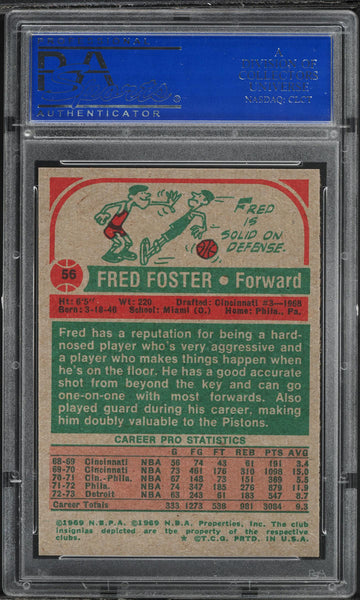 PROFESSIONAL
PSA
Sports
®
AUTHENTICATOR
A
DIVISION OF
COLLECTORS
UNIVERSE
NASDAQ: CLCT
FRED
IS
SOLID ON
DEFENSE.
56
FRED FOSTER • Forward
Ht: 6'5" Wt: 220 Drafted: Cincinnati #3—1968
Born: 3-18-46 School: Miami (O.) Home: Phila., Pa.
Fred has a reputation for being a hard-
nosed player who's very aggressive and
a player who makes things happen when
he's on the floor. He has a good accurate
shot from beyond the key and can go
one-on-one with most forwards. Also
played guard during his career, making
him doubly valuable to the Pistons.
CAREER PRO STATISTICS
G FG FT REB PTS AVG
68-69 Cincinnati NBA 56 74 43 61 191 3.4
69-70 Cincinnati NBA 73 461 176 310 1098 15.0
70-71 Cin.-Phila. NBA 67 148 73 151 369 5.5
71-72 Phila. NBA 74 347 185 276 879 11.9
72-73 Detroit NBA 63 243 61 183 547 8.7
Career Totals 333 1273 538 981 3084 9.3
©1969 N.B.P.A. ©1969 N.B.A. Properties, Inc. The club
insignias depicted are the property of the respective
clubs. ★ ©T.C.G. PRTD. IN U.S.A.